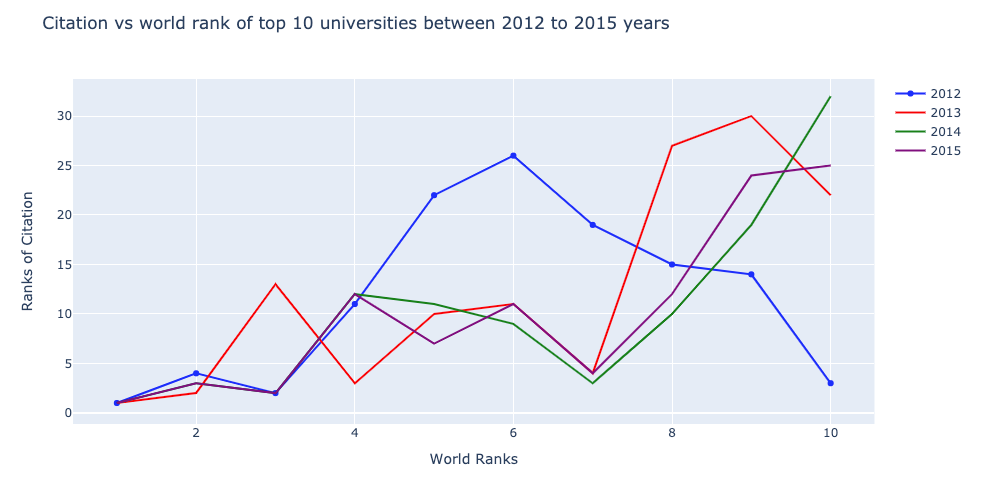 Citation vs world rank of top 10 universities between 2012 to 2015 years
2012
2013
2014
2015
30
25
20
15
10
5
0
Ranks of Citation
2 4 6 8 10
World Ranks